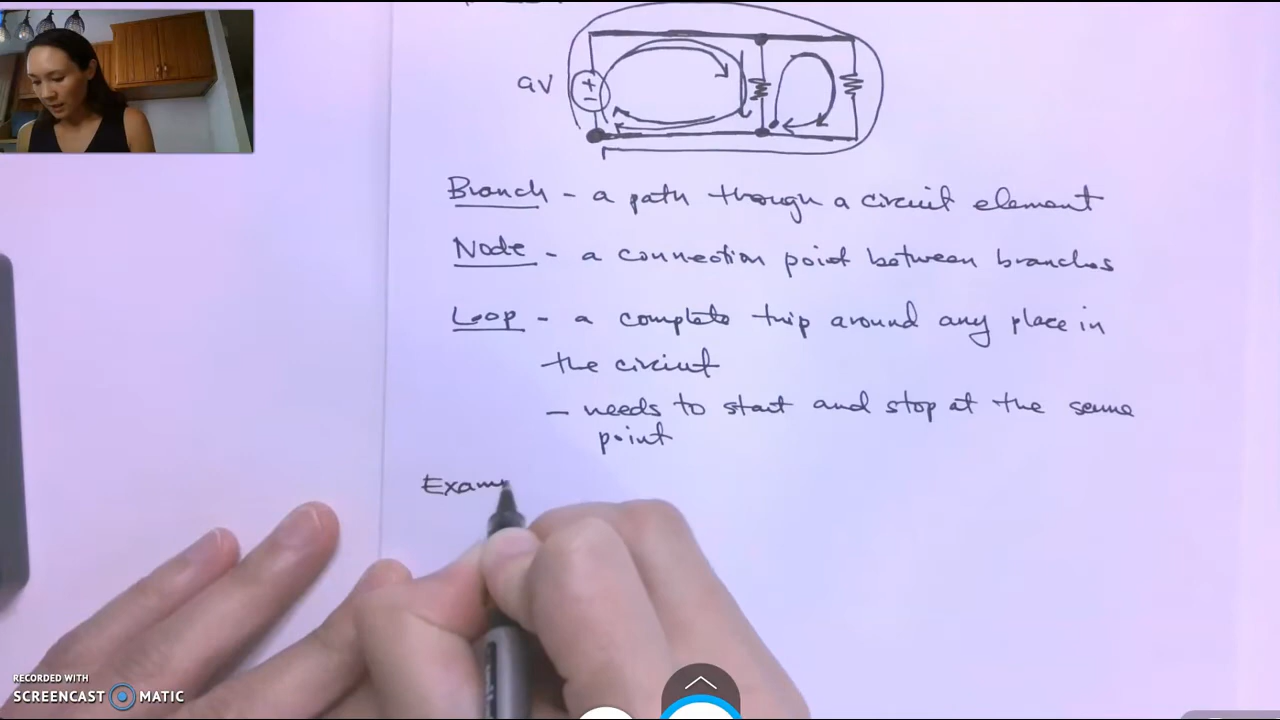 9V
+
-
Branch - a path through a circuit element
Node - a connection point between branches
Loop - a complete trip around any place in
the circuit
- needs to start and stop at the same
point
Exam
RECORDED WITH
SCREENCAST MATIC